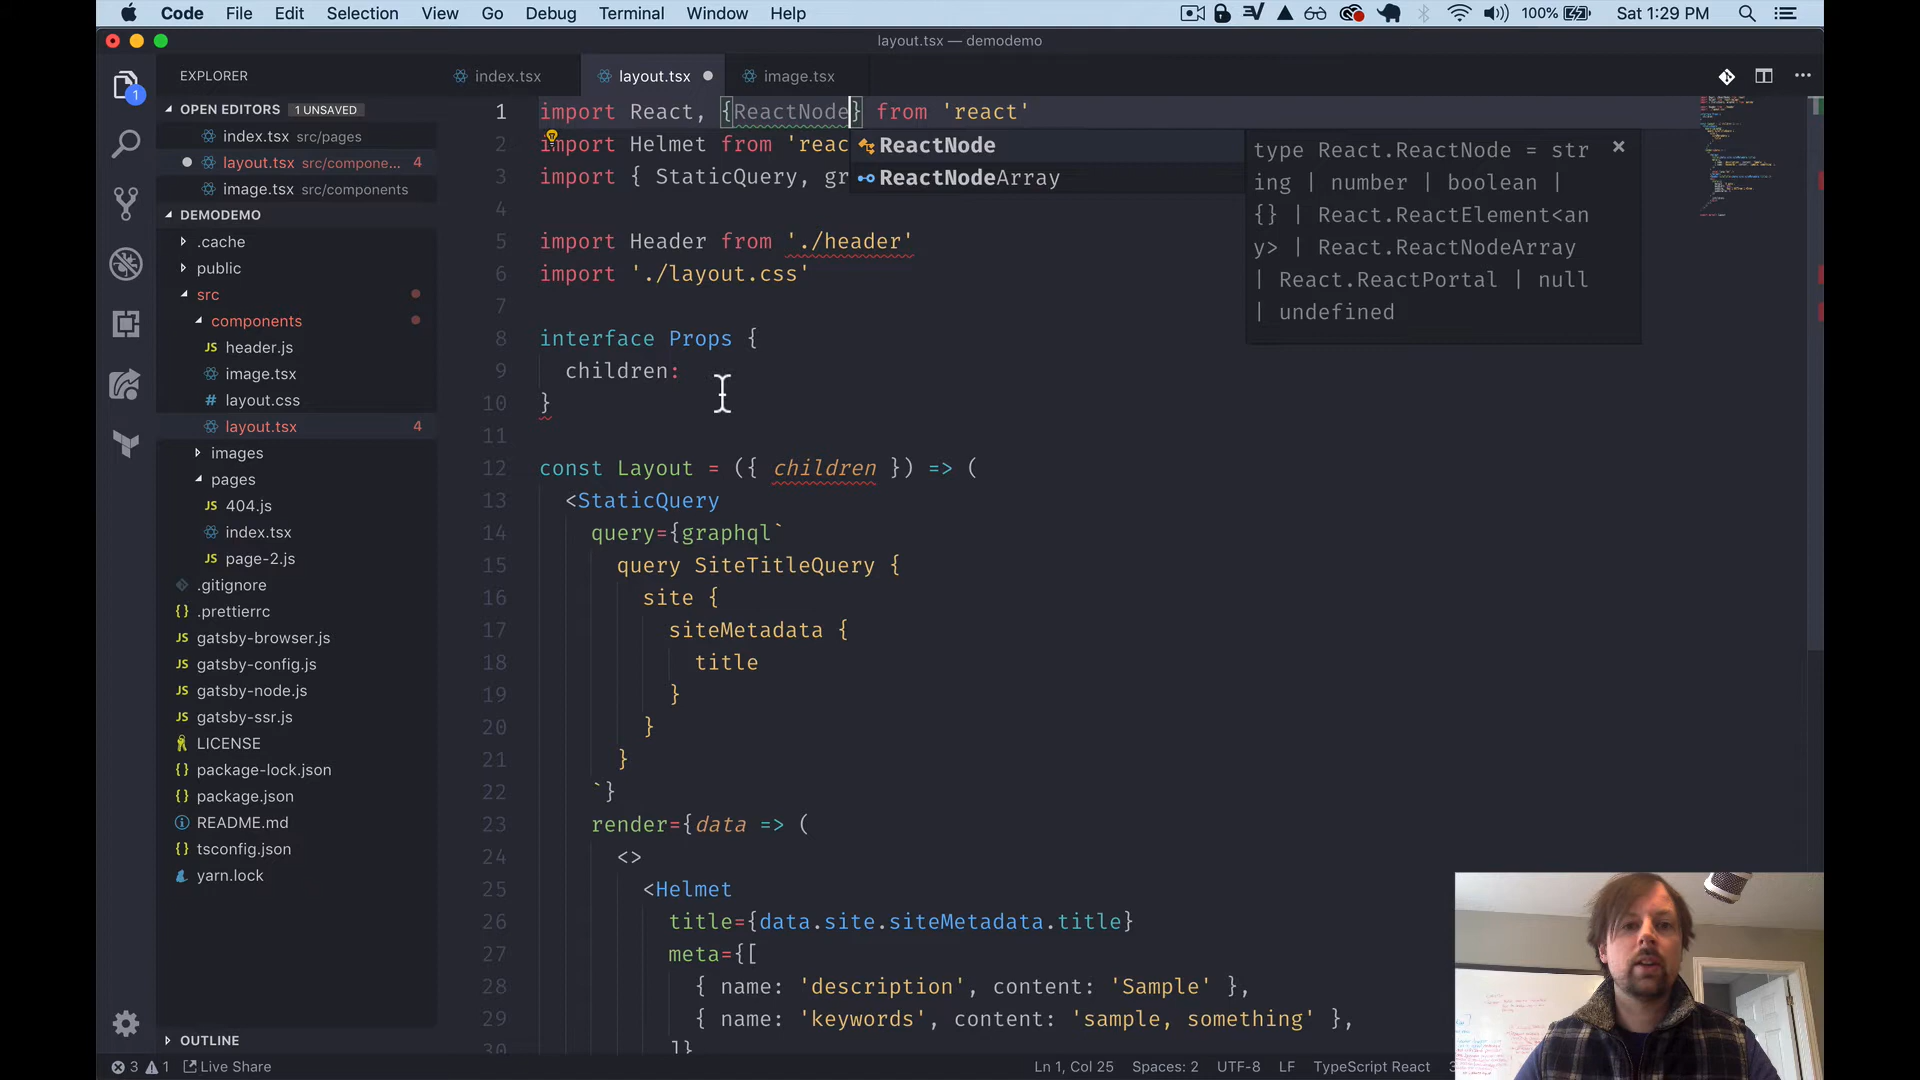 Code File Edit Selection View Go Debug Terminal Window Help 100% Sat 1:29 PM
layout.tsx — demodemo
EXPLORER
index.tsx layout.tsx image.tsx
OPEN EDITORS 1 UNSAVED
index.tsx src/pages
layout.tsx src/compone... 4
image.tsx src/components
DEMODEMO
.cache
public
src
components
header.js
image.tsx
layout.css
layout.tsx 4
images
pages
404.js
index.tsx
page-2.js
.gitignore
.prettierrc
gatsby-browser.js
gatsby-config.js
gatsby-node.js
gatsby-ssr.js
LICENSE
package-lock.json
package.json
README.md
tsconfig.json
yarn.lock
OUTLINE
1
1 import React, {ReactNode} from 'react'
2 import Helmet from 'reac
3 import { StaticQuery, gr
4
5 import Header from './header'
6 import './layout.css'
7
8 interface Props {
9 children:
10 }
11
12 const Layout = ({ children }) => (
13 <StaticQuery
14 query={graphql`
15 query SiteTitleQuery {
16 site {
17 siteMetadata {
18 title
19 }
20 }
21 }
22 `}
23 render={data => (
24 <>
25 <Helmet
26 title={data.site.siteMetadata.title}
27 meta={[
28 { name: 'description', content: 'Sample' },
29 { name: 'keywords', content: 'sample, something' },
30 ]}
ReactNode
ReactNodeArray
type React.ReactNode = str
ing | number | boolean |
{} | React.ReactElement<an
y> | React.ReactNodeArray
| React.ReactPortal | null
| undefined
3 1 Live Share Ln 1, Col 25 Spaces: 2 UTF-8 LF TypeScript React